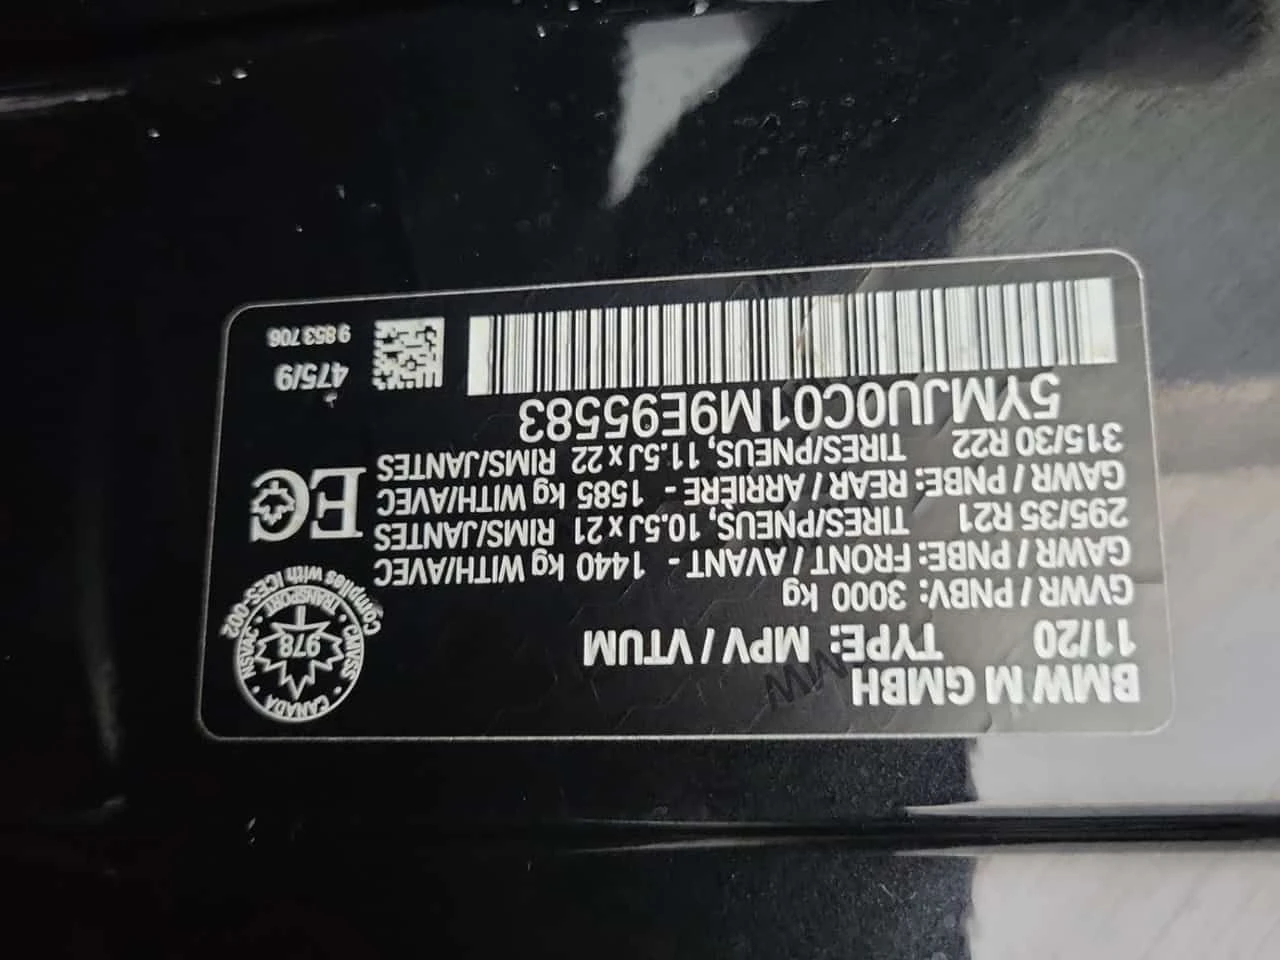 BMW M GMBH
11/20 TYPE: MPV / VTUM
GVWR / PNBV: 3000 kg
GAWR / PNBE: FRONT / AVANT - 1440 kg WITH/AVEC
295/35 R21 TIRES/PNEUS, 10.5J x 21 RIMS/JANTES
GAWR / PNBE: REAR / ARRIÈRE - 1585 kg WITH/AVEC
315/30 R22 TIRES/PNEUS, 11.5J x 22 RIMS/JANTES
5YMJU0C01M9E95583
CANADA
CMVSS NSVAC
978
TRANSPORT
Complies with ICES-002
EC
475/9
9 853 706